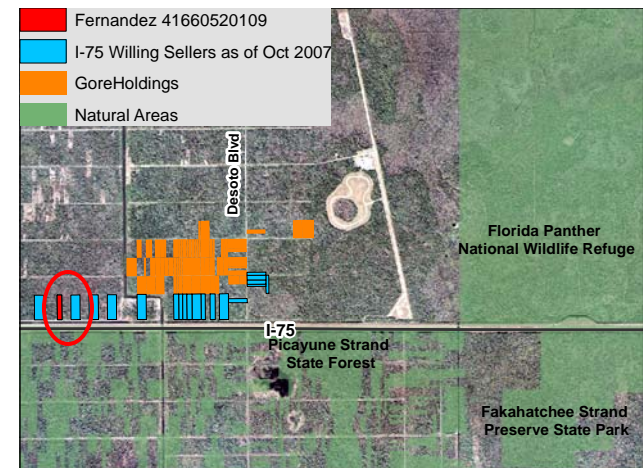 Fernandez 41660520109
I-75 Willing Sellers as of Oct 2007
GoreHoldings
Natural Areas
Desoto Blvd
Florida Panther
National Wildlife Refuge
I-75
Picayune Strand
State Forest
Fakahatchee Strand
Preserve State Park